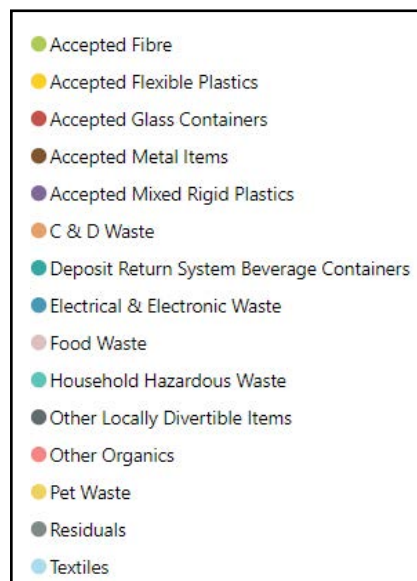 Accepted Fibre
Accepted Flexible Plastics
Accepted Glass Containers
Accepted Metal Items
Accepted Mixed Rigid Plastics
C & D Waste
Deposit Return System Beverage Containers
Electrical & Electronic Waste
Food Waste
Household Hazardous Waste
Other Locally Divertible Items
Other Organics
Pet Waste
Residuals
Textiles